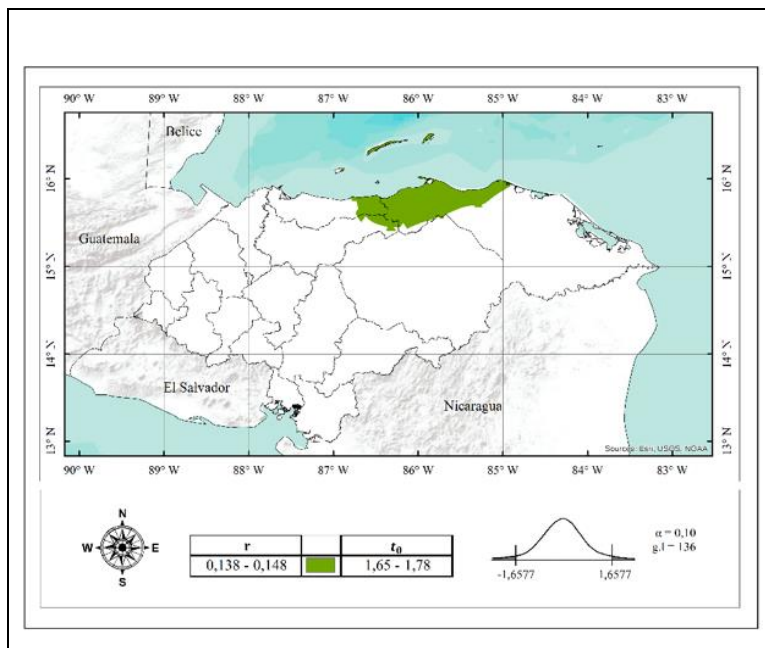 90° W 89° W 88° W 87° W 86° W 85° W 84° W 83° W
Belice
16° N 16° N
Guatemala
15° N 15° N
14° N 14° N
El Salvador
Nicaragua
13° N 13° N
Sources: Esri, USGS, NOAA
90° W 89° W 88° W 87° W 86° W 85° W 84° W 83° W
N
W E
S
r t₀
0,138 - 0,148 1,65 - 1,78
-1,6577 1,6577
α = 0,10
g.l = 136